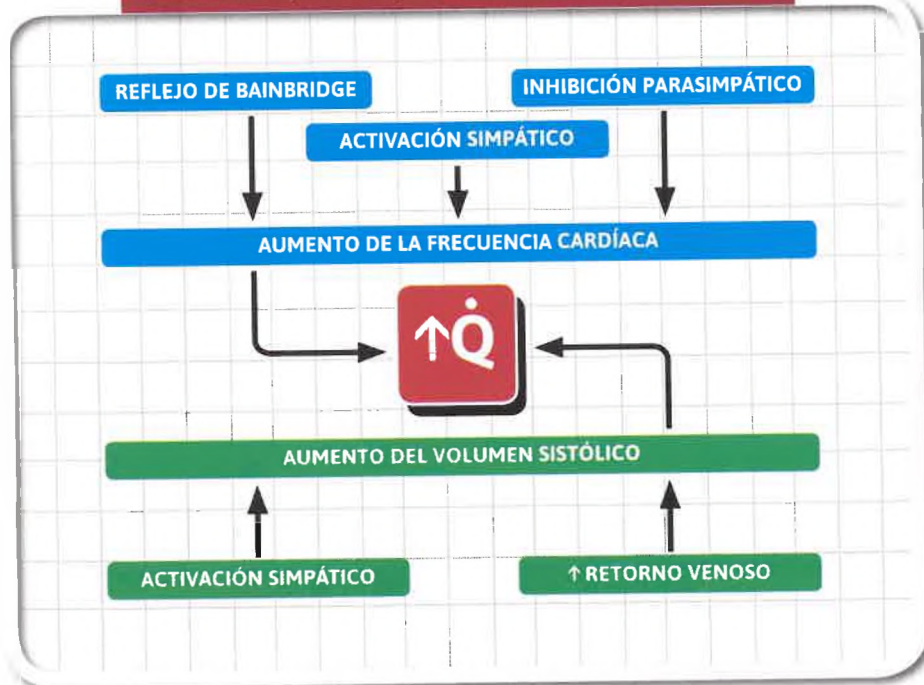 REFLEJO DE BAINBRIDGE
INHIBICIÓN PARASIMPÁTICO
ACTIVACIÓN SIMPÁTICO
AUMENTO DE LA FRECUENCIA CARDÍACA
↑Q̇
AUMENTO DEL VOLUMEN SISTÓLICO
ACTIVACIÓN SIMPÁTICO
↑ RETORNO VENOSO